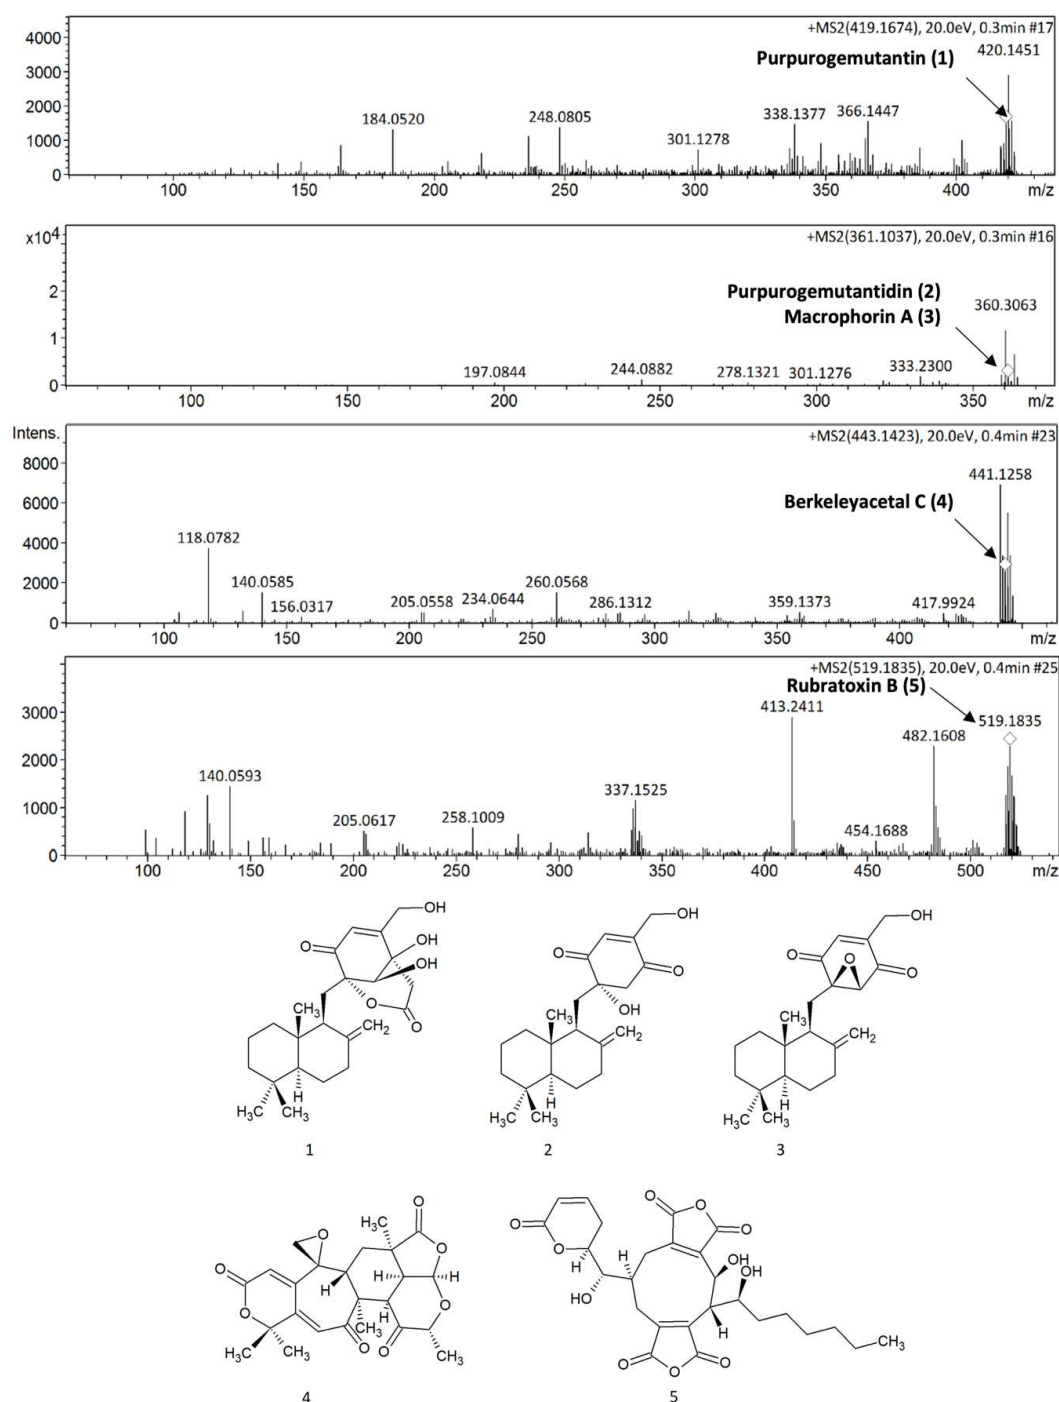 +MS2(419.1674), 20.0eV, 0.3min #17
4000
420.1451
Purpurogemutantin (1)
3000
2000
184.0520
248.0805
338.1377
366.1447
1000
301.1278
0
100 150 200 250 300 350 400 m/z
x10⁴
+MS2(361.1037), 20.0eV, 0.3min #16
Purpurogemutantidin (2)
360.3063
2
Macrophorin A (3)
1
197.0844
244.0882
278.1321
301.1276
333.2300
0
100 150 200 250 300 350 m/z
Intens.
+MS2(443.1423), 20.0eV, 0.4min #23
8000
441.1258
6000
Berkeleyacetal C (4)
118.0782
4000
140.0585
2000
156.0317
205.0558
234.0644
260.0568
286.1312
359.1373
417.9924
0
100 150 200 250 300 350 400 m/z
+MS2(519.1835), 20.0eV, 0.4min #25
Rubratoxin B (5)
413.2411
519.1835
3000
482.1608
2000
140.0593
337.1525
1000
205.0617
258.1009
454.1688
0
100 150 200 250 300 350 400 450 500 m/z
OH
O
OH
OH
O
O
CH₃
CH₂
H
H₃C
CH₃
1
OH
O
O
OH
CH₃
CH₂
H
H₃C
CH₃
2
OH
O
O
O
CH₃
CH₂
H
H₃C
CH₃
3
O
O
H₃C
O
O
H
H
H
H
O
O
CH₃
O
O
H₃C
CH₃
CH₃
4
O
O
O
O
O
H
H
OH
OH
HO
H
CH₃
O
O
O
5